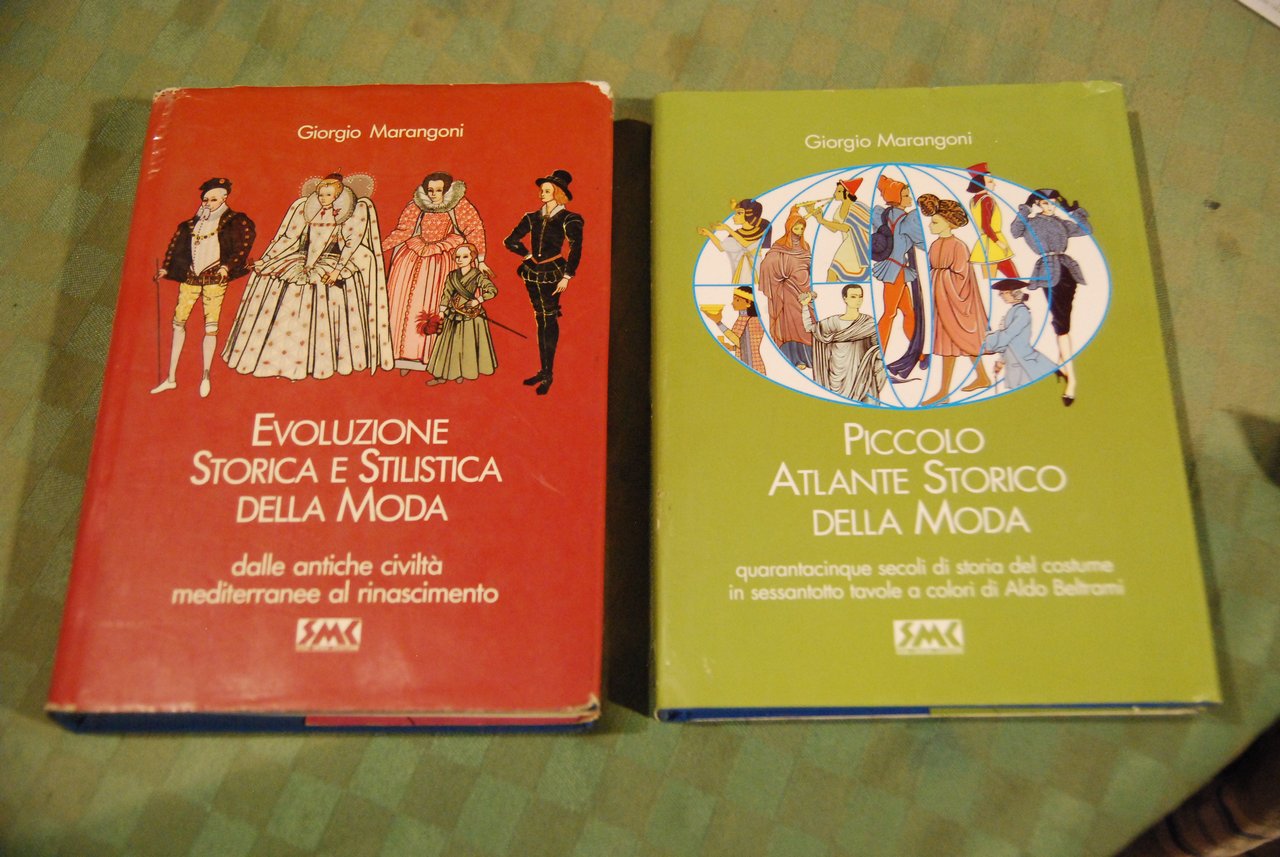 Giorgio Marangoni
EVOLUZIONE
STORICA E STILISTICA
DELLA MODA
dalle antiche civiltà
mediterranee al rinascimento
SMC
Giorgio Marangoni
PICCOLO
ATLANTE STORICO
DELLA MODA
quarantacinque secoli di storia del costume
in sessantotto tavole a colori di Aldo Beltrami
SMC